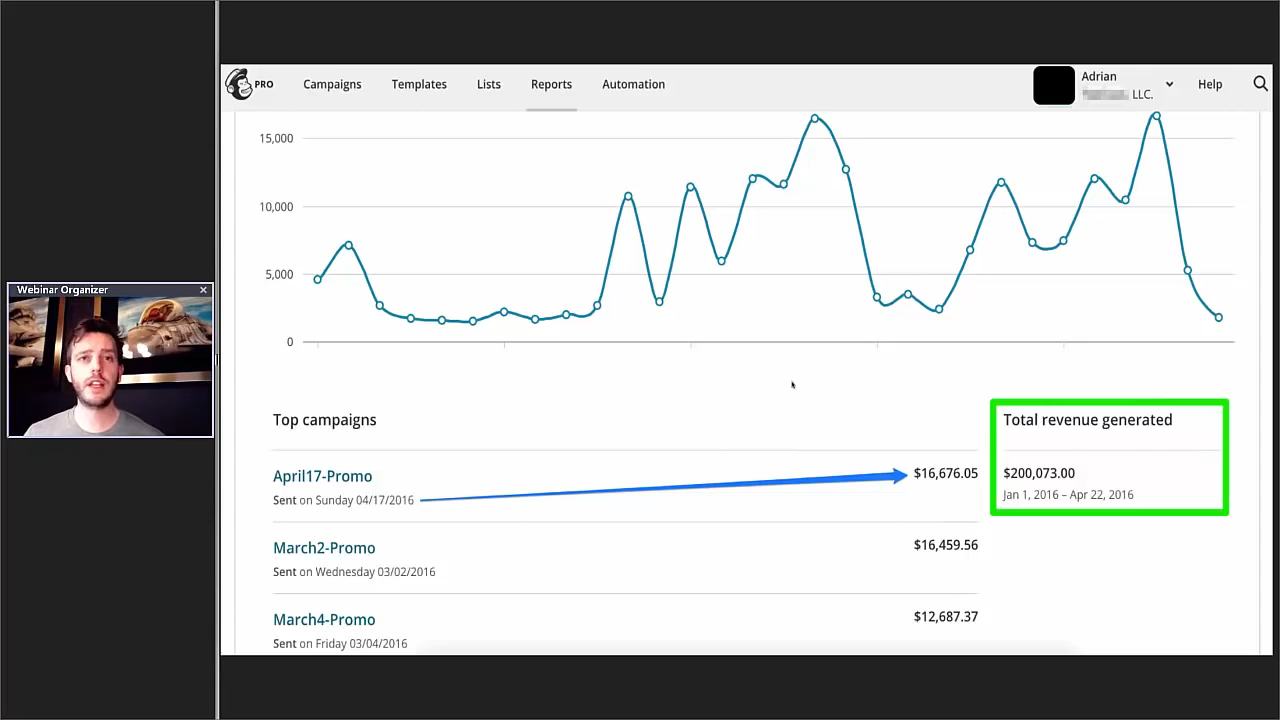 PRO Campaigns Templates Lists Reports Automation
Adrian
LLC.
Help
15,000
10,000
5,000
0
Webinar Organizer
Top campaigns
Total revenue generated
April17-Promo
$16,676.05
$200,073.00
Sent on Sunday 04/17/2016
Jan 1, 2016 – Apr 22, 2016
March2-Promo
$16,459.56
Sent on Wednesday 03/02/2016
March4-Promo
$12,687.37
Sent on Friday 03/04/2016